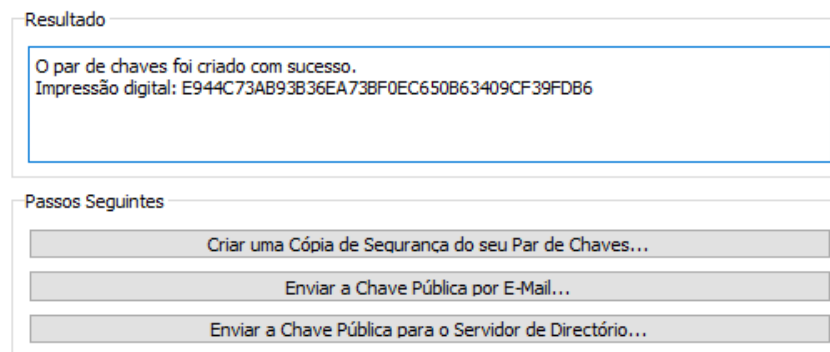 Resultado
O par de chaves foi criado com sucesso.
Impressão digital: E944C73AB93B36EA73BF0EC650B63409CF39FDB6
Passos Seguintes
Criar uma Cópia de Segurança do seu Par de Chaves...
Enviar a Chave Pública por E-Mail...
Enviar a Chave Pública para o Servidor de Directório...